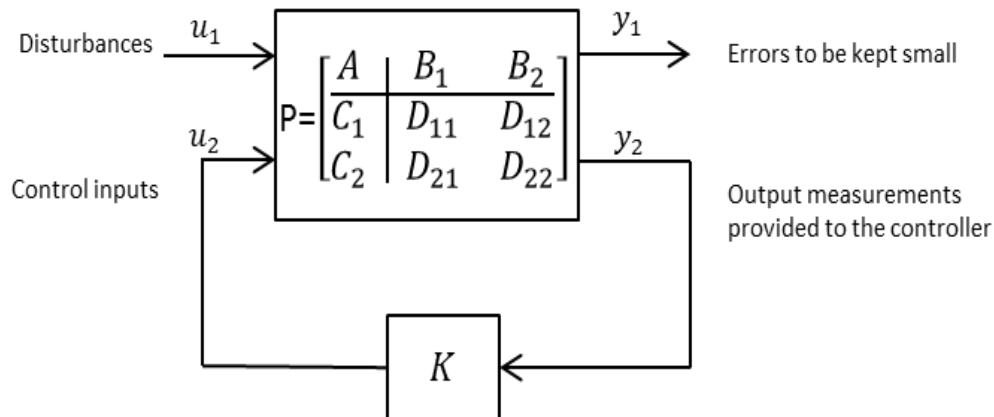 Disturbances
u₁
y₁
Errors to be kept small
P=
A B₁ B₂
C₁ D₁₁ D₁₂
C₂ D₂₁ D₂₂
u₂
y₂
Control inputs
Output measurements
provided to the controller
K